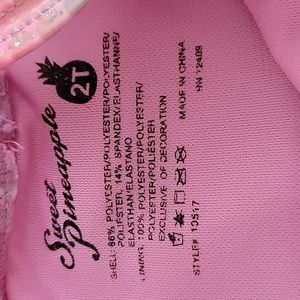 Sweet
Pineapple
2T
SHELL: 86% POLYESTER/POLYESTER/POLYESTER/
POLIÉSTER, 14% SPANDEX/ELASTHANNE/
ELASTHAN/ELASTANO
LINING: 100% POLYESTER/POLYESTER/
POLYESTER/POLIÉSTER
EXCLUSIVE OF DECORATION
MADE IN CHINA
STYLE#